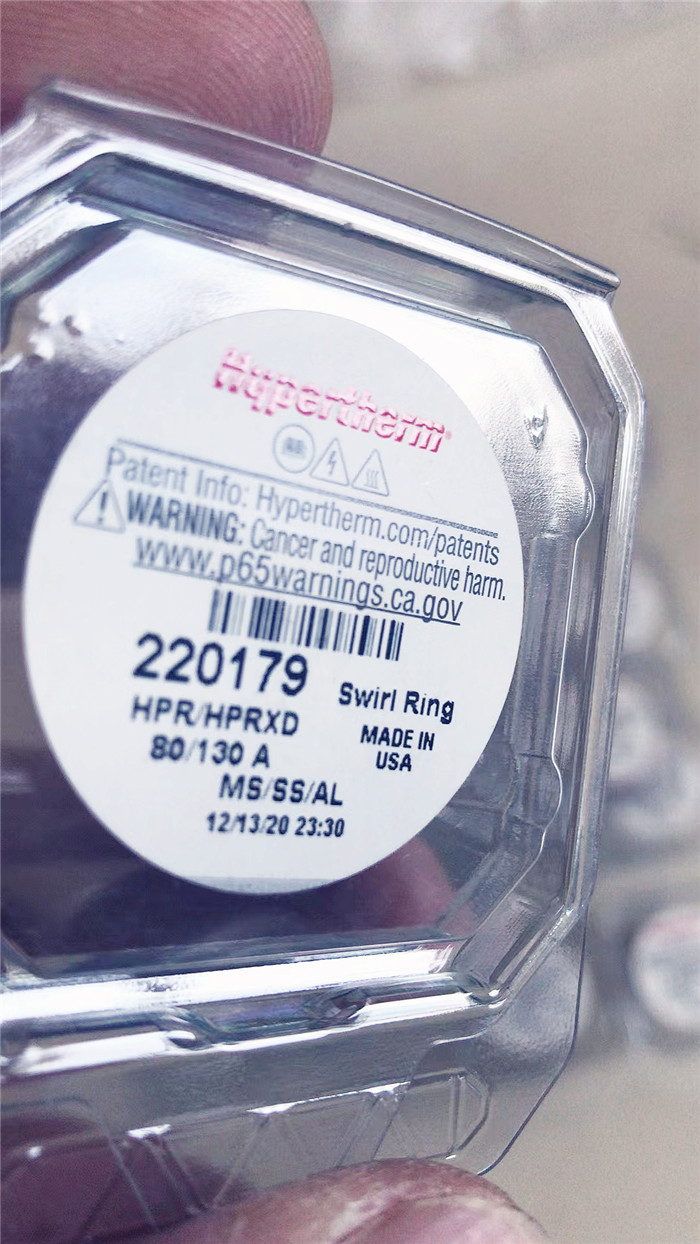 Hypertherm
Patent Info: Hypertherm.com/patents
WARNING: Cancer and reproductive harm.
www.p65warnings.ca.gov
220179
Swirl Ring
HPR/HPRXD
MADE IN
80/130 A
USA
MS/SS/AL
12/13/20 23:30